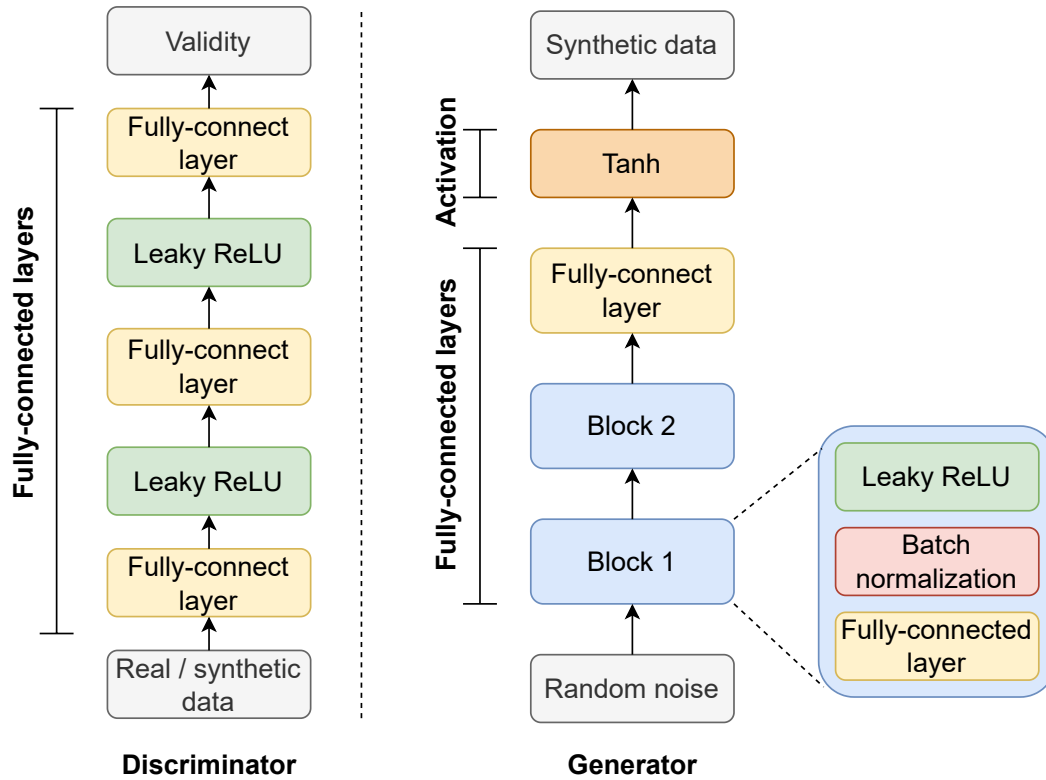 Validity
Fully-connect
layer
Leaky ReLU
Fully-connect
layer
Leaky ReLU
Fully-connect
layer
Real / synthetic
data
Fully-connected layers
Discriminator
Synthetic data
Activation
Tanh
Fully-connect
layer
Fully-connected layers
Block 2
Block 1
Random noise
Generator
Leaky ReLU
Batch
normalization
Fully-connected
layer